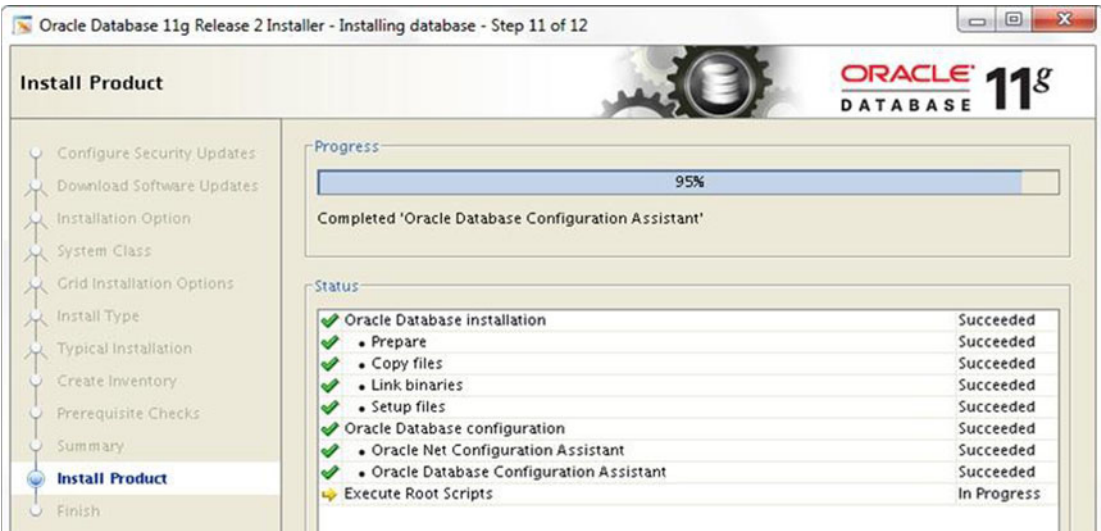 Oracle Database 11g Release 2 Installer - Installing database - Step 11 of 12
Install Product
ORACLE
DATABASE 11g
Configure Security Updates
Download Software Updates
Installation Option
System Class
Grid Installation Options
Install Type
Typical Installation
Create Inventory
Prerequisite Checks
Summary
Install Product
Finish
Progress
95%
Completed 'Oracle Database Configuration Assistant'
Status
Oracle Database installation Succeeded
• Prepare Succeeded
• Copy files Succeeded
• Link binaries Succeeded
• Setup files Succeeded
Oracle Database configuration Succeeded
• Oracle Net Configuration Assistant Succeeded
• Oracle Database Configuration Assistant Succeeded
Execute Root Scripts In Progress